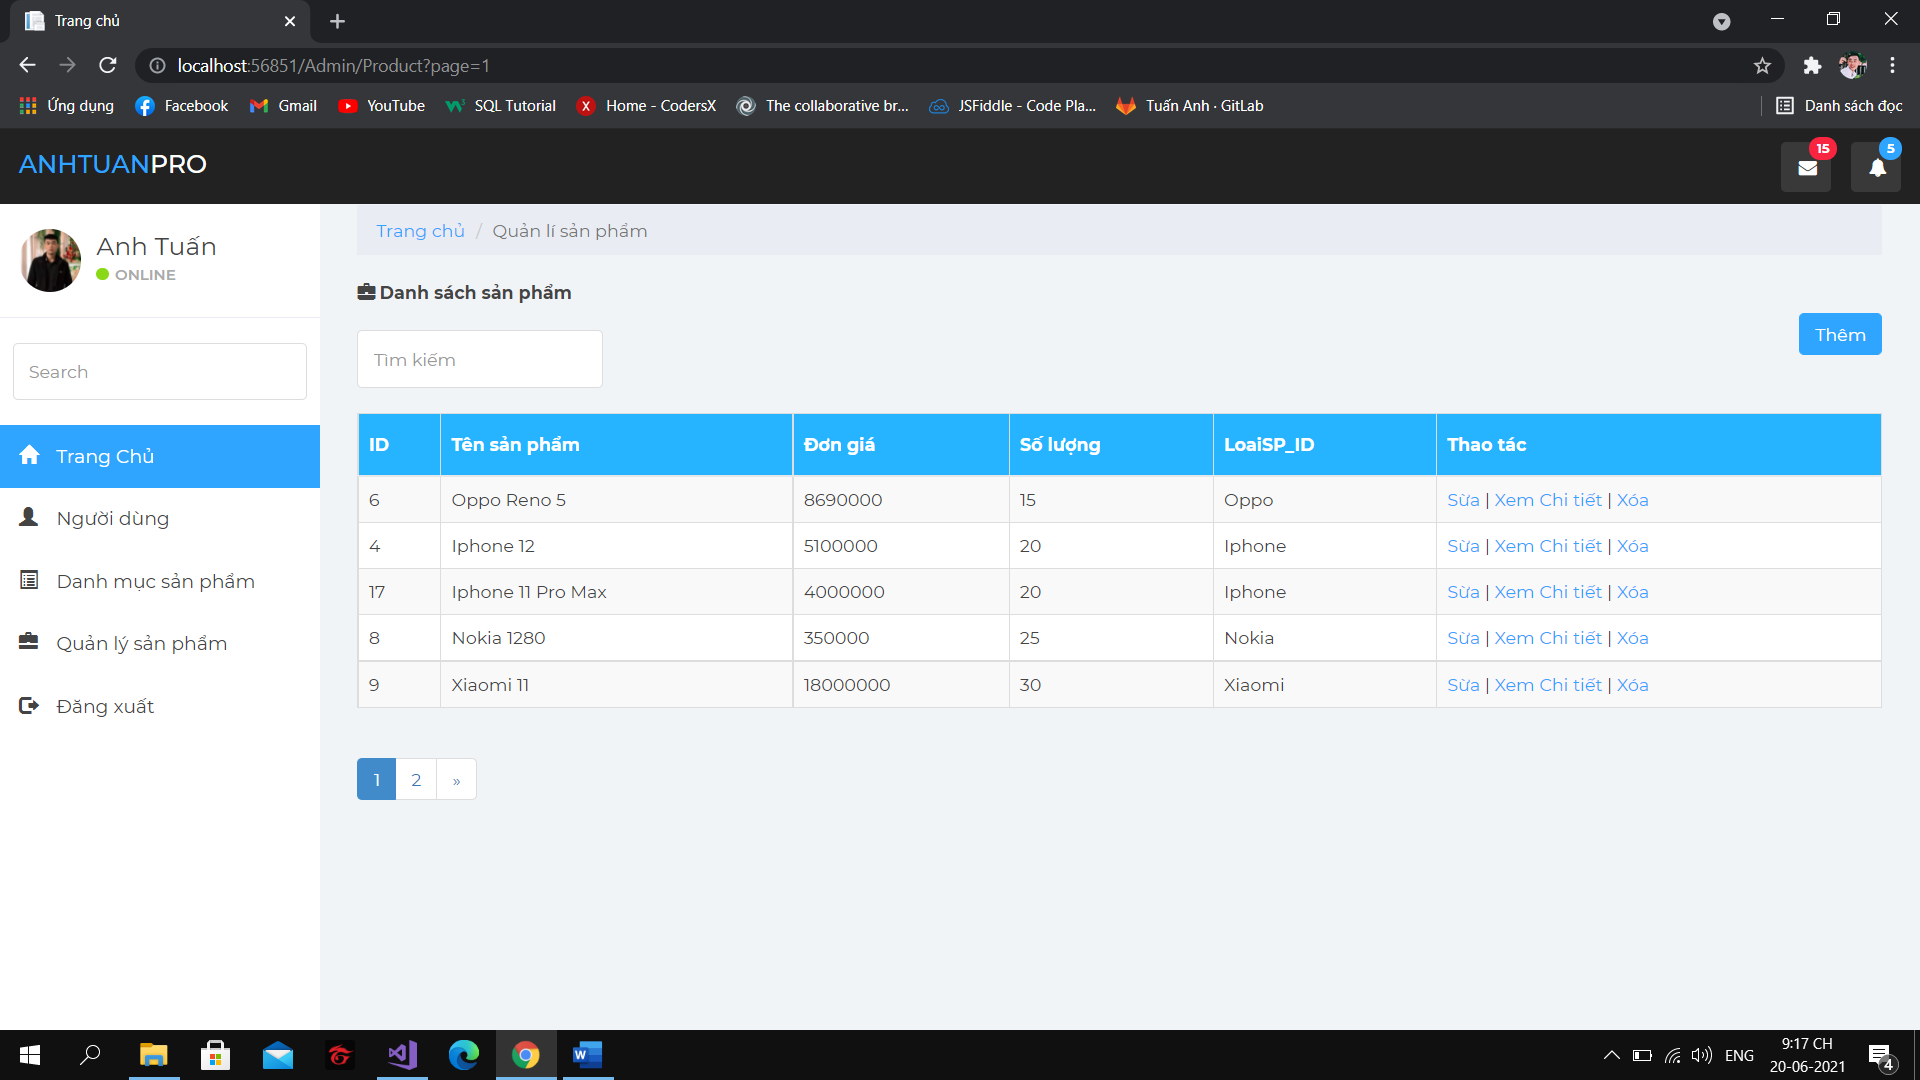 Trang chủ
localhost:56851/Admin/Product?page=1
Ứng dụng Facebook Gmail YouTube SQL Tutorial Home - CodersX The collaborative br... JSFiddle - Code Pla... Tuấn Anh · GitLab Danh sách đọc
ANHTUANPRO 15 5
Anh Tuấn
ONLINE
Search
Trang Chủ
Người dùng
Danh mục sản phẩm
Quản lý sản phẩm
Đăng xuất
Trang chủ / Quản lí sản phẩm
Danh sách sản phẩm
Thêm
Tìm kiếm
ID Tên sản phẩm Đơn giá Số lượng LoaiSP_ID Thao tác
6 Oppo Reno 5 8690000 15 Oppo Sửa | Xem Chi tiết | Xóa
4 Iphone 12 5100000 20 Iphone Sửa | Xem Chi tiết | Xóa
17 Iphone 11 Pro Max 4000000 20 Iphone Sửa | Xem Chi tiết | Xóa
8 Nokia 1280 350000 25 Nokia Sửa | Xem Chi tiết | Xóa
9 Xiaomi 11 18000000 30 Xiaomi Sửa | Xem Chi tiết | Xóa
1 2 »
ENG
9:17 CH
20-06-2021
4